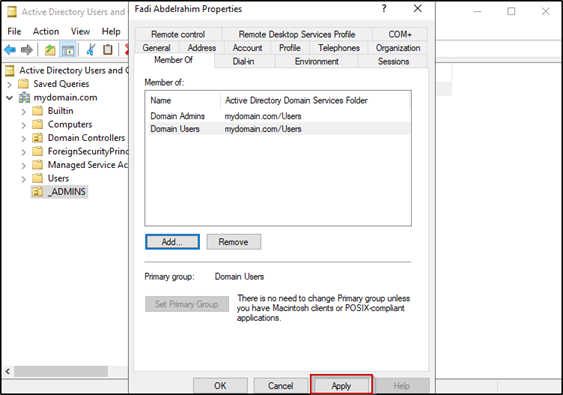 Active Directory Users and
Fadi Abdelrahim Properties
File Action View
Remote control Remote Desktop Services Profile COM+
General Address Account Profile Telephones Organization
Member Of Dial-in Environment Sessions
Active Directory Users and C
Saved Queries
mydomain.com
Builtin
Computers
Domain Controllers
ForeignSecurityPrinc
Managed Service Ac
Users
_ADMINS
Member of:
Name Active Directory Domain Services Folder
Domain Admins mydomain.com/Users
Domain Users mydomain.com/Users
Add... Remove
Primary group: Domain Users
Set Primary Group
There is no need to change Primary group unless
you have Macintosh clients or POSIX-compliant
applications.
OK Cancel Apply Help